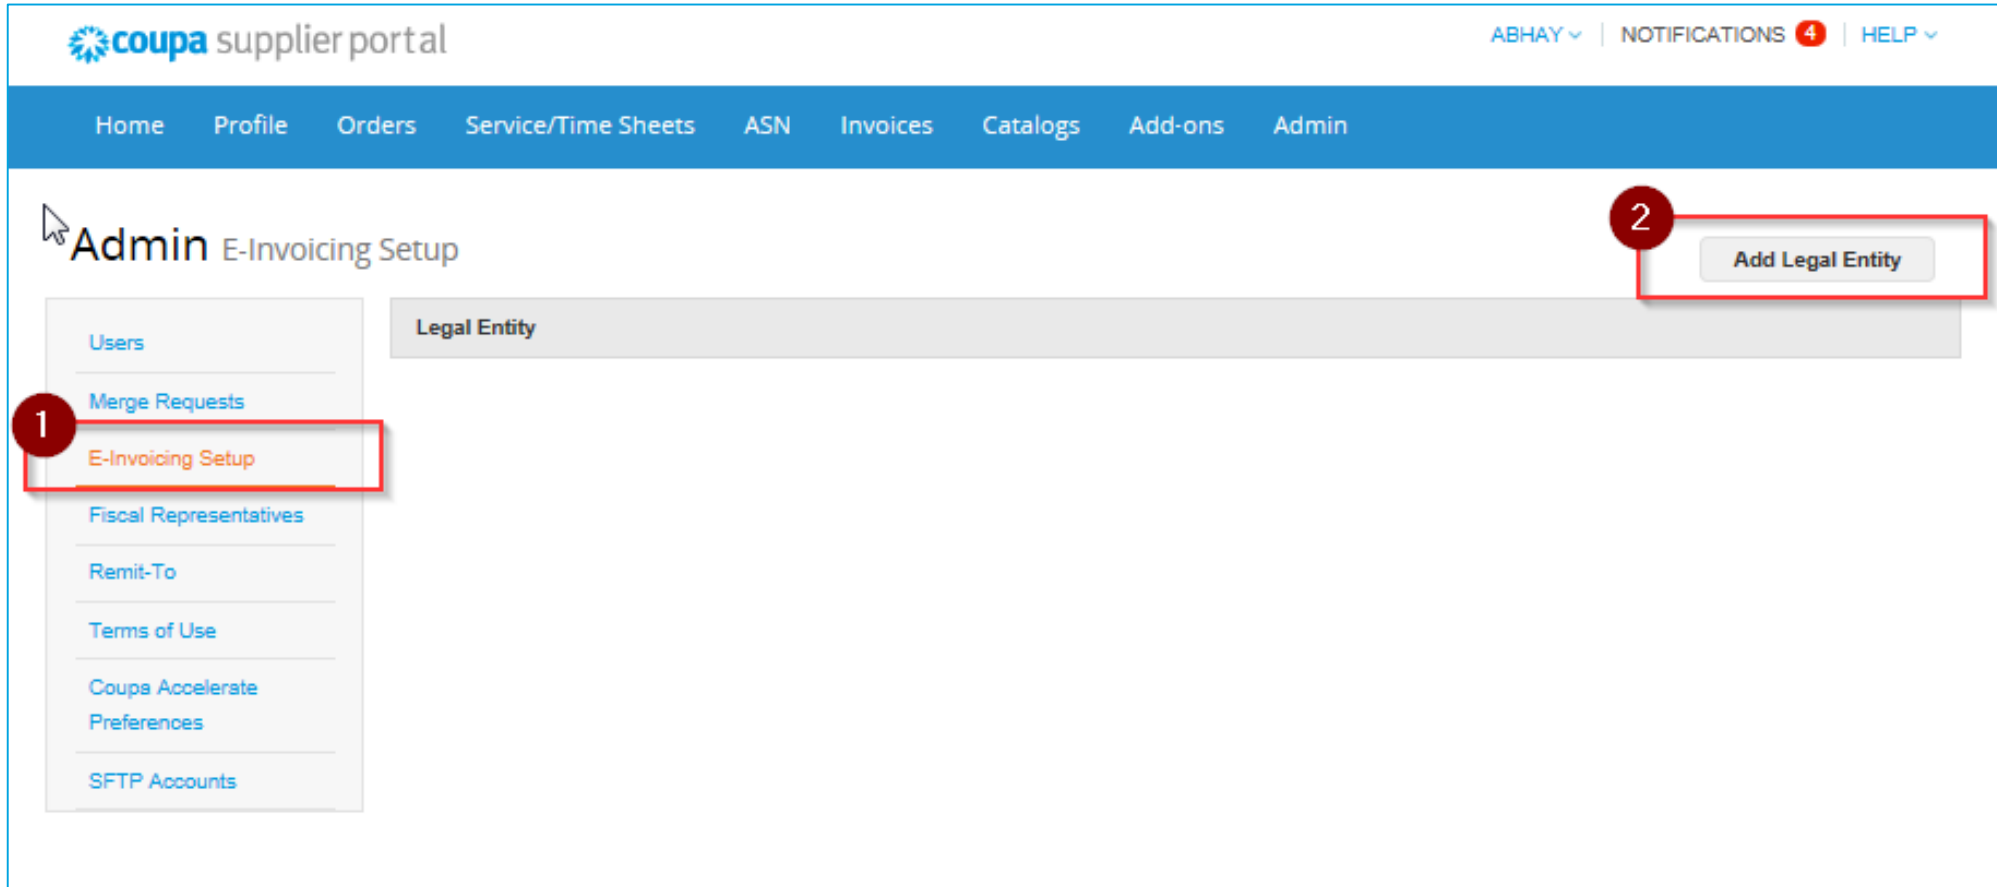 coupa supplier portal
ABHAY NOTIFICATIONS 4 HELP
Home Profile Orders Service/Time Sheets ASN Invoices Catalogs Add-ons Admin
Admin E-Invoicing Setup
2
Add Legal Entity
Legal Entity
Users
Merge Requests
1
E-Invoicing Setup
Fiscal Representatives
Remit-To
Terms of Use
Coupa Accelerate
Preferences
SFTP Accounts